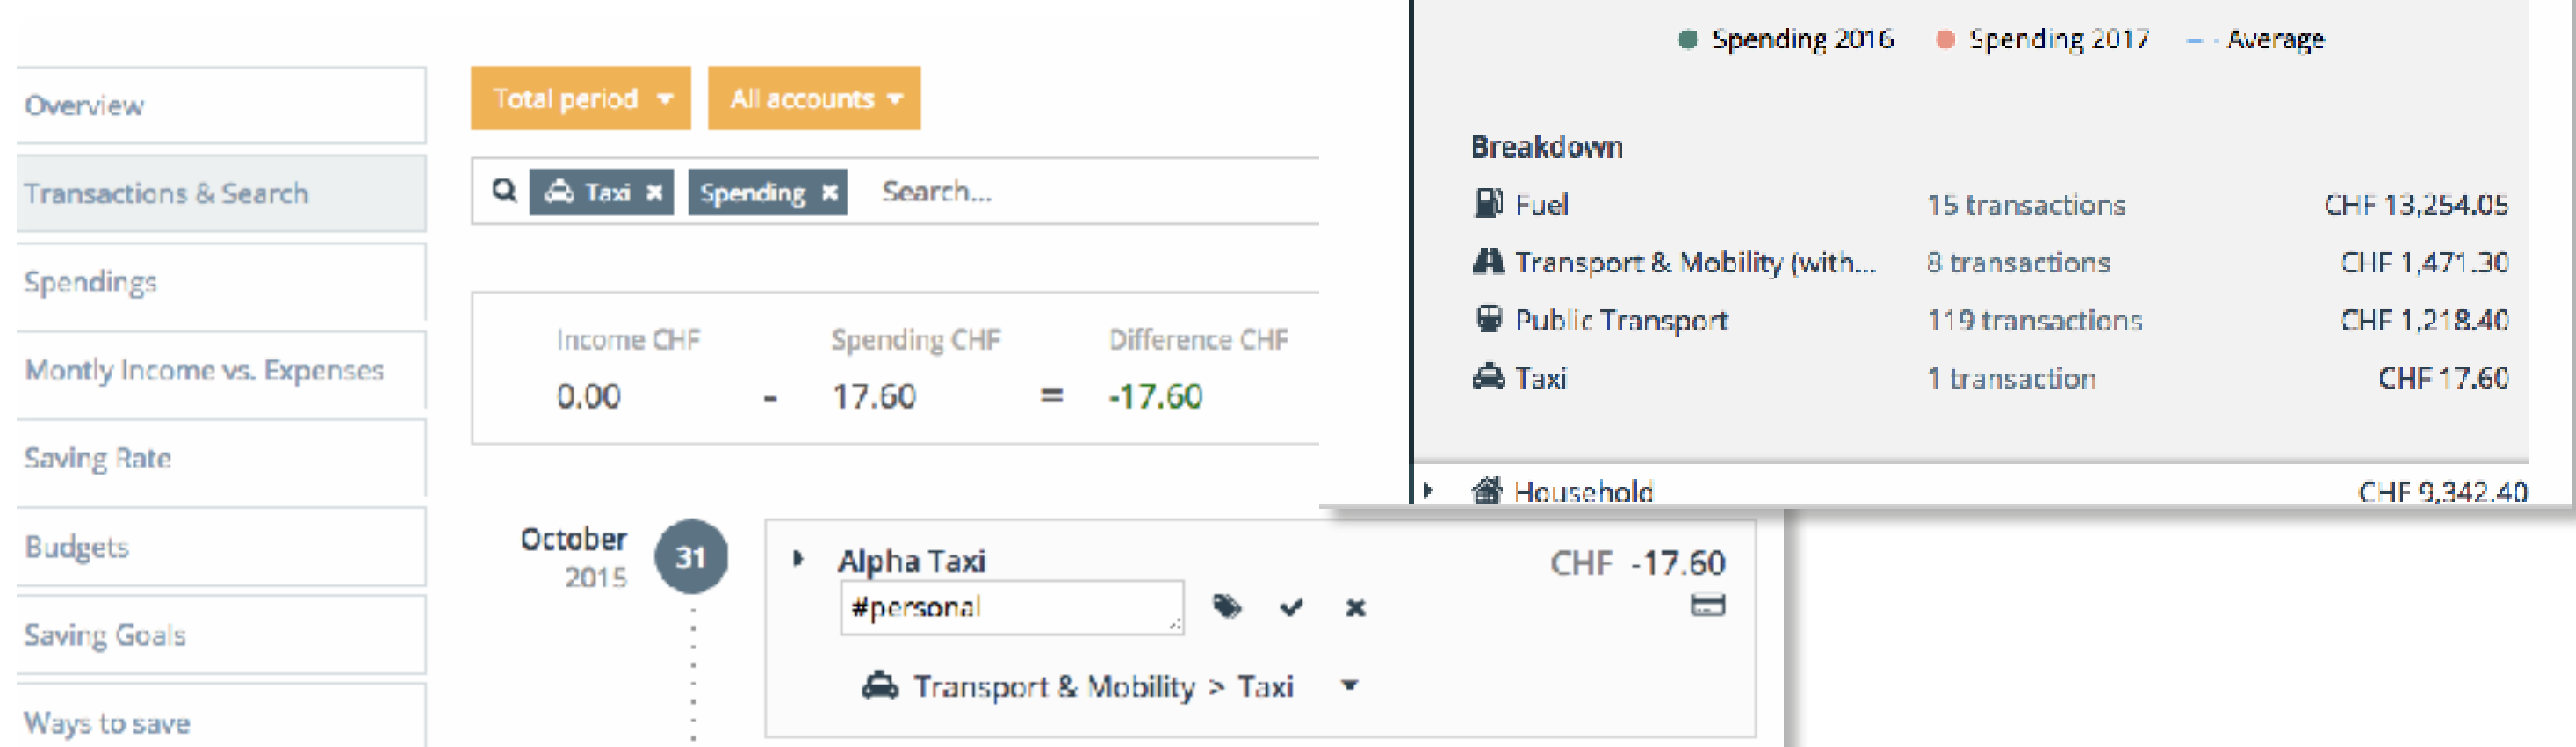 Overview
Transactions & Search
Spendings
Montly Income vs. Expenses
Saving Rate
Budgets
Saving Goals
Ways to save
Total period All accounts
Taxi Spending Search...
Income CHF Spending CHF Difference CHF
0.00 - 17.60 = -17.60
October 31
2015
Alpha Taxi CHF -17.60
#personal
Transport & Mobility > Taxi
Spending 2016 Spending 2017 Average
Breakdown
Fuel 15 transactions CHF 13,254.05
Transport & Mobility (with... 8 transactions CHF 1,471.30
Public Transport 119 transactions CHF 1,218.40
Taxi 1 transaction CHF 17.60
Household CHF 9,342.40